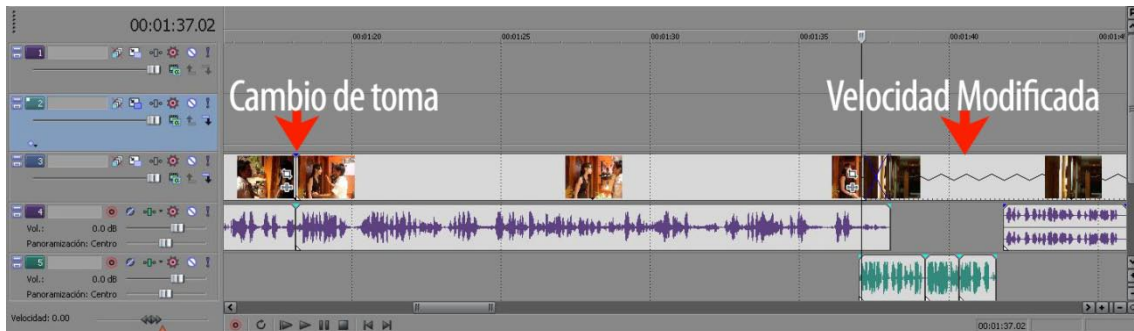 00:01:37.02
00:01:20
00:01:25
00:01:30
00:01:35
00:01:40
1
Cambio de toma
Velocidad Modificada
2
3
4
Vol.: 0.0 dB
Panoramización: Centro
5
Vol.: 0.0 dB
Panoramización: Centro
Velocidad: 0.00
00:01:37.02